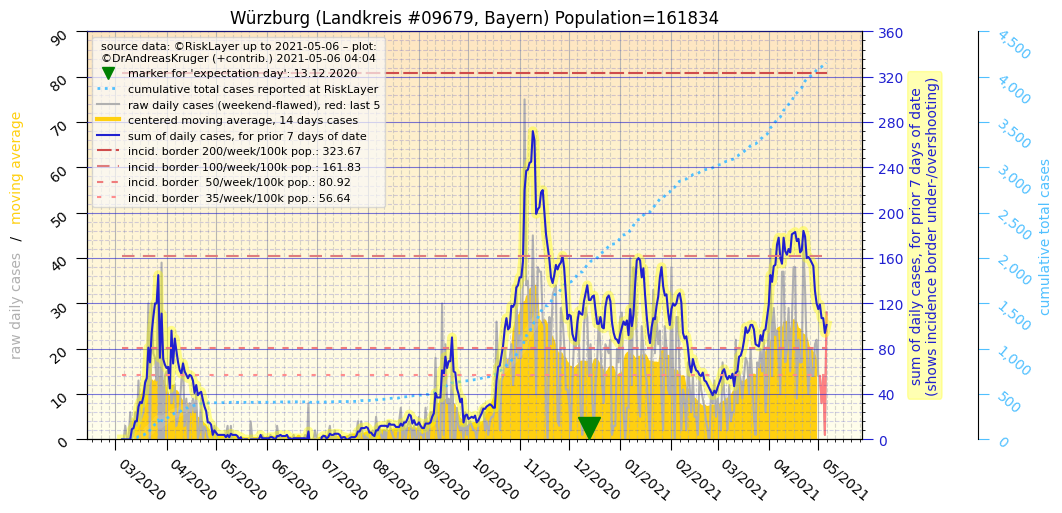 Würzburg (Landkreis #09679, Bayern) Population=161834
source data: ©RiskLayer up to 2021-05-06 – plot:
©DrAndreasKruger (+contrib.) 2021-05-06 04:04
marker for 'expectation day': 13.12.2020
cumulative total cases reported at RiskLayer
raw daily cases (weekend-flawed), red: last 5
centered moving average, 14 days cases
sum of daily cases, for prior 7 days of date
incid. border 200/week/100k pop.: 323.67
incid. border 100/week/100k pop.: 161.83
incid. border  50/week/100k pop.: 80.92
incid. border  35/week/100k pop.: 56.64
raw daily cases / moving average
90
80
70
60
50
40
30
20
10
0
03/2020
04/2020
05/2020
06/2020
07/2020
08/2020
09/2020
10/2020
11/2020
12/2020
01/2021
02/2021
03/2021
04/2021
05/2021
360
320
280
240
200
160
120
80
40
0
sum of daily cases, for prior 7 days of date
(shows incidence border under-/overshooting)
4,500
4,000
3,500
3,000
2,500
2,000
1,500
1,000
500
0
cumulative total cases